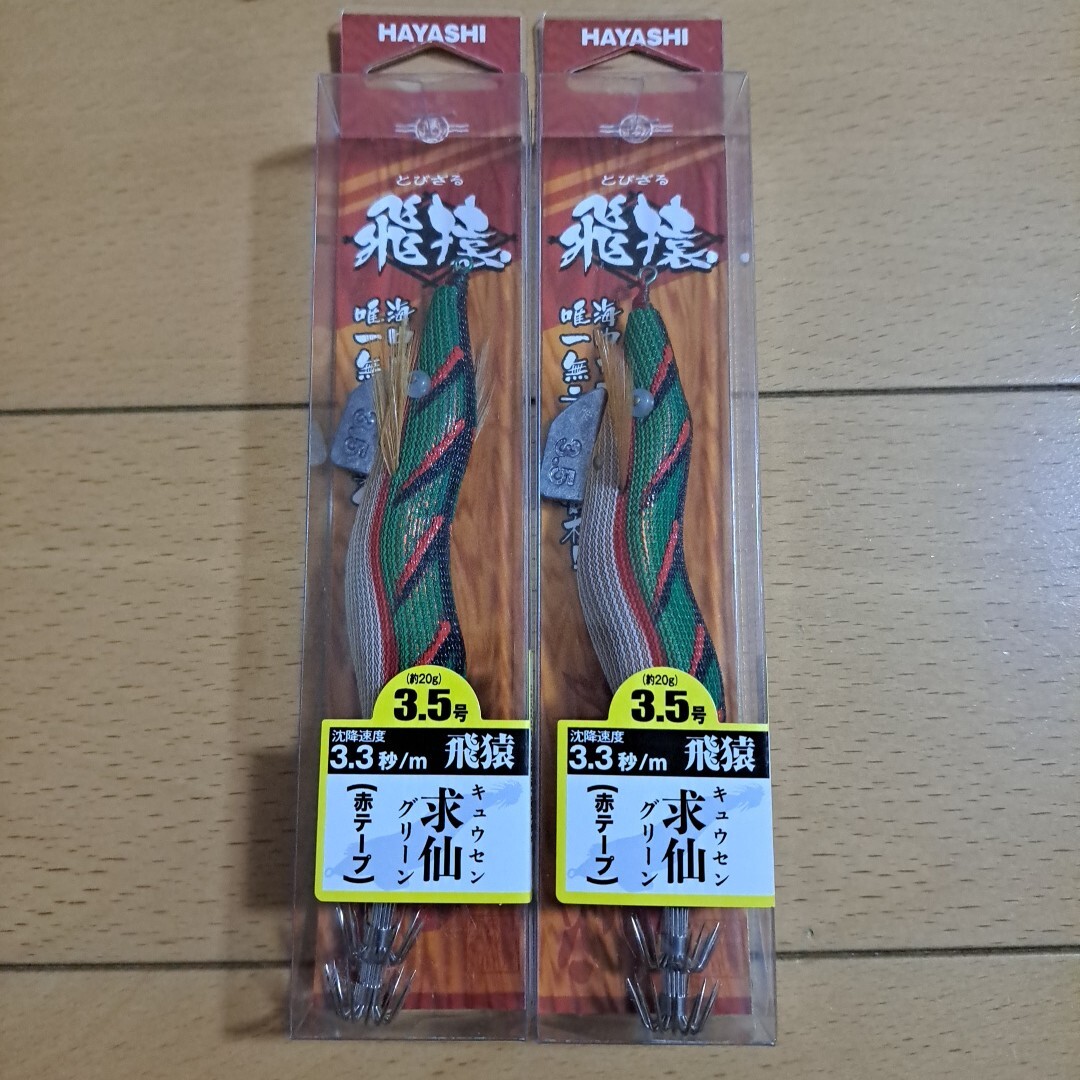 HAYASHI
とびざる
飛猿
海中
唯一無
3.5
(約20g)
3.5号
沈降速度
3.3秒/m
飛猿
キュウセン
求仙
グリーン
(赤テープ)
HAYASHI
とびざる
飛猿
海中
唯一無
3.5
(約20g)
3.5号
沈降速度
3.3秒/m
飛猿
キュウセン
求仙
グリーン
(赤テープ)